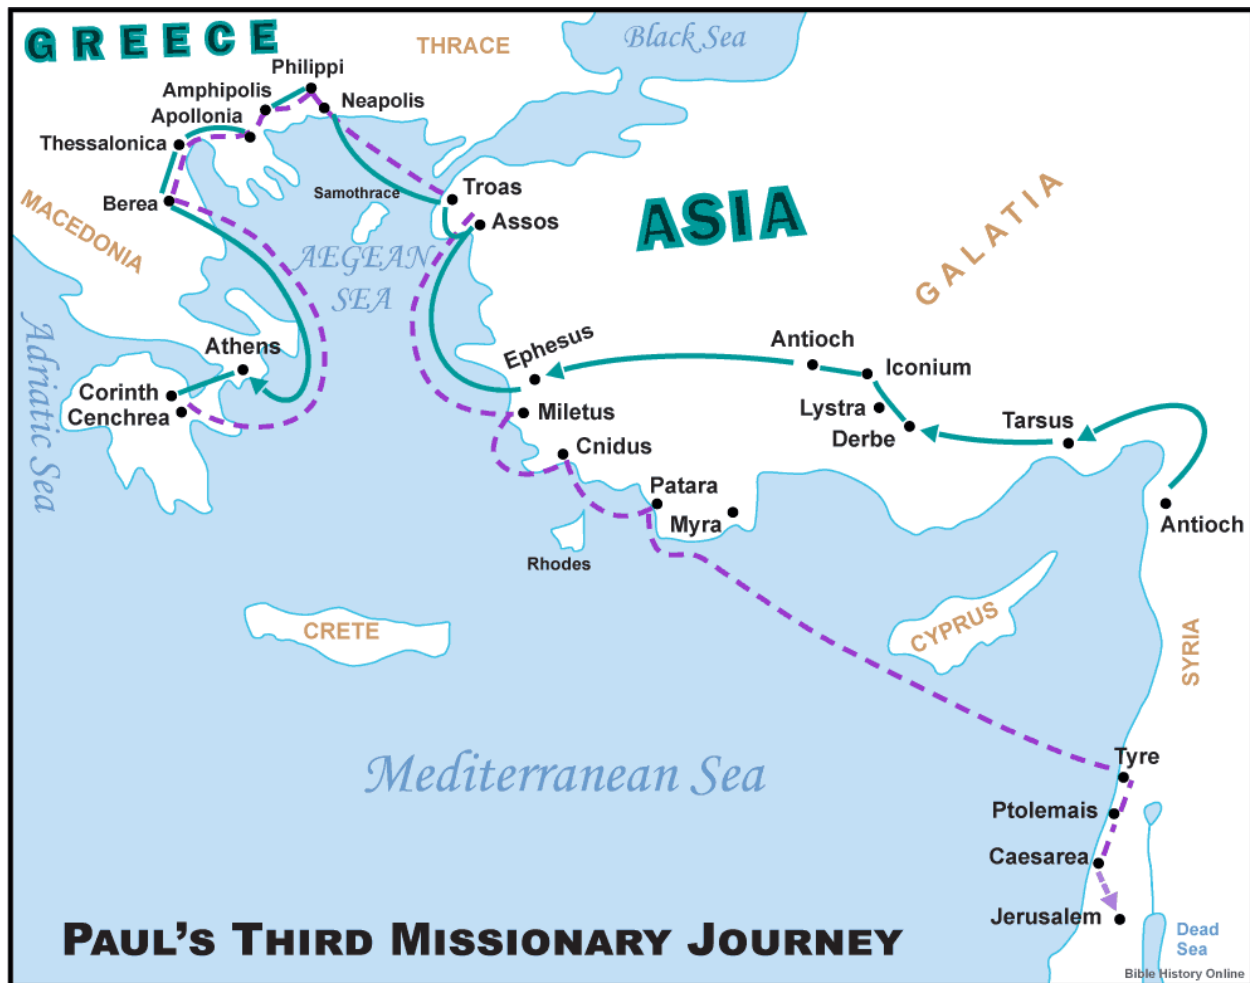 GREECE
THRACE
Black Sea
Philippi
Amphipolis
Neapolis
Apollonia
Thessalonica
Samothrace
Troas
Berea
Assos
MACEDONIA
ASIA
GALATIA
AEGEAN
SEA
Adriatic Sea
Athens
Ephesus
Antioch
Iconium
Corinth
Cenchrea
Miletus
Lystra
Derbe
Tarsus
Cnidus
Patara
Myra
Antioch
Rhodes
CRETE
CYPRUS
SYRIA
Mediterranean Sea
Tyre
Ptolemais
Caesarea
Jerusalem
PAUL'S THIRD MISSIONARY JOURNEY
Dead
Sea
Bible History Online